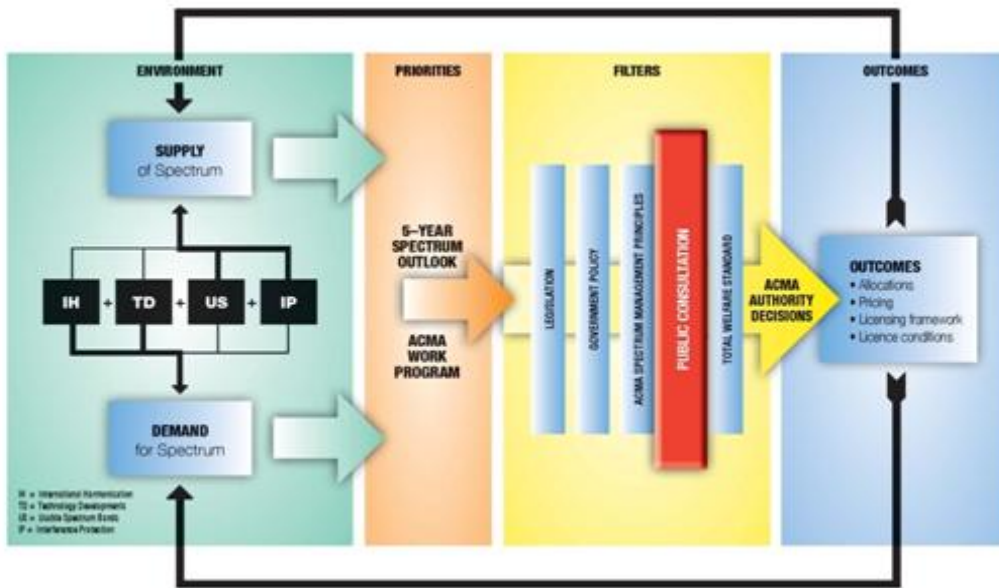 ENVIRONMENT
SUPPLY
of Spectrum
IH + TD + US + IP
DEMAND
for Spectrum
IH = International Harmonization
TD = Technology Developments
US = Usable Spectrum Bands
IP = Interference Protection
PRIORITIES
5–YEAR
SPECTRUM
OUTLOOK
ACMA
WORK
PROGRAM
FILTERS
LEGISLATION
GOVERNMENT POLICY
ACMA SPECTRUM MANAGEMENT PRINCIPLES
PUBLIC CONSULTATION
TOTAL WELFARE STANDARD
ACMA
AUTHORITY
DECISIONS
OUTCOMES
OUTCOMES
• Allocations
• Pricing
• Licensing framework
• Licence conditions